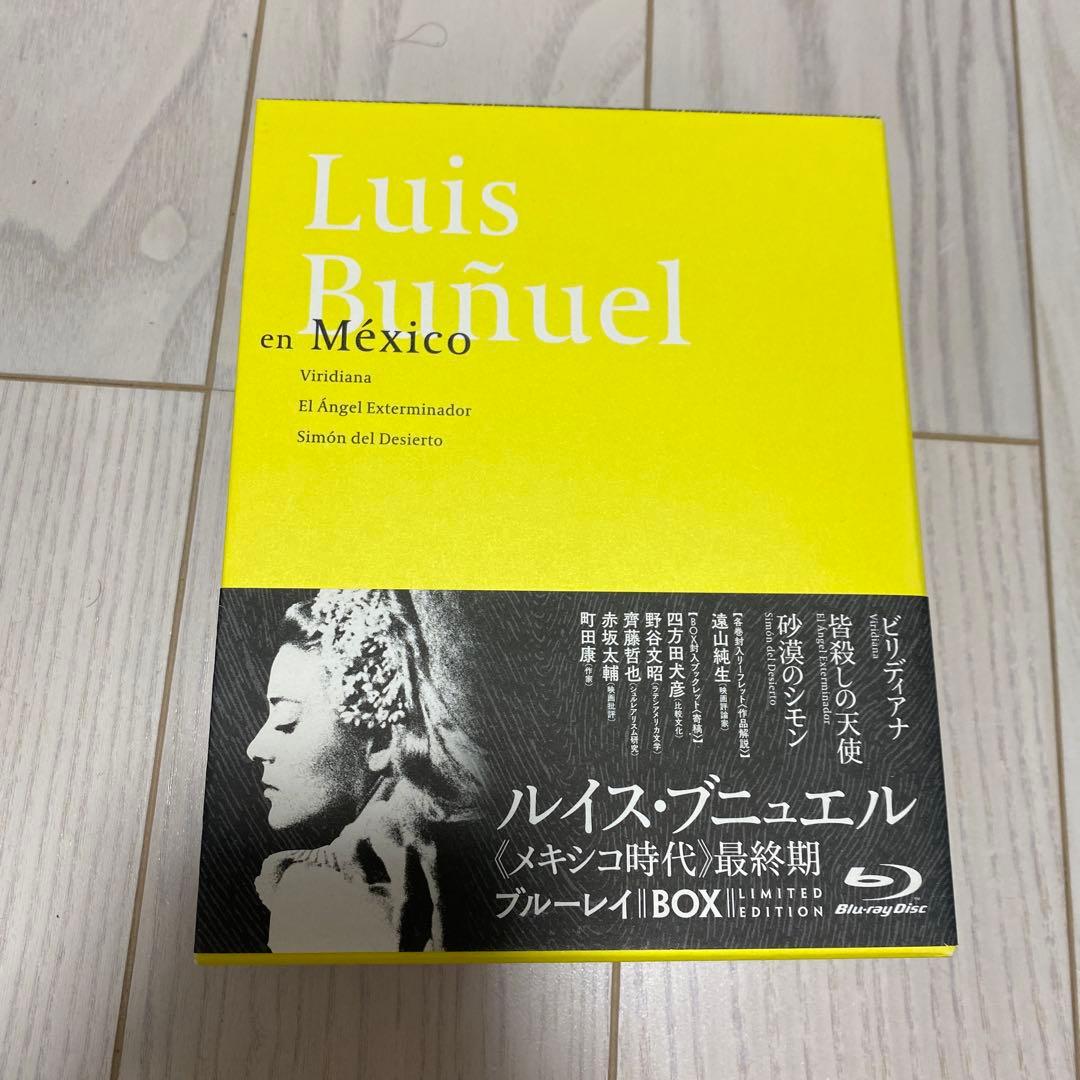 Luis
Buñuel
en México
Viridiana
El Ángel Exterminador
Simón del Desierto
ビリディアナ
Viridiana
皆殺しの天使
El Ángel Exterminador
砂漠のシモン
Simón del Desierto
【各巻封入リーフレット〈作品解説〉】
遠山純生(映画評論家)
【BOX封入ブックレット〈寄稿〉】
四方田犬彦(比較文化)
野谷文昭(ラテンアメリカ文学)
齊藤哲也(シュルレアリスム研究)
赤坂太輔(映画批評)
町田康(作家)
ルイス・ブニュエル
《メキシコ時代》最終期
ブルーレイ||BOX||LIMITED EDITION
Blu-ray Disc